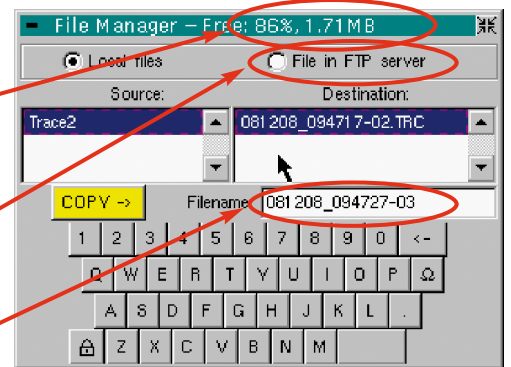 File Manager – Free: 86%, 1.71MB
Local files File in FTP server
Source: Destination:
Trace2 081208_094717-02.TRC
COPY -> Filename 081208_094727-03
1 2 3 4 5 6 7 8 9 0 <-
Q W E R T Y U I O P Ω
A S D F G H J K L .
Z X C V B N M